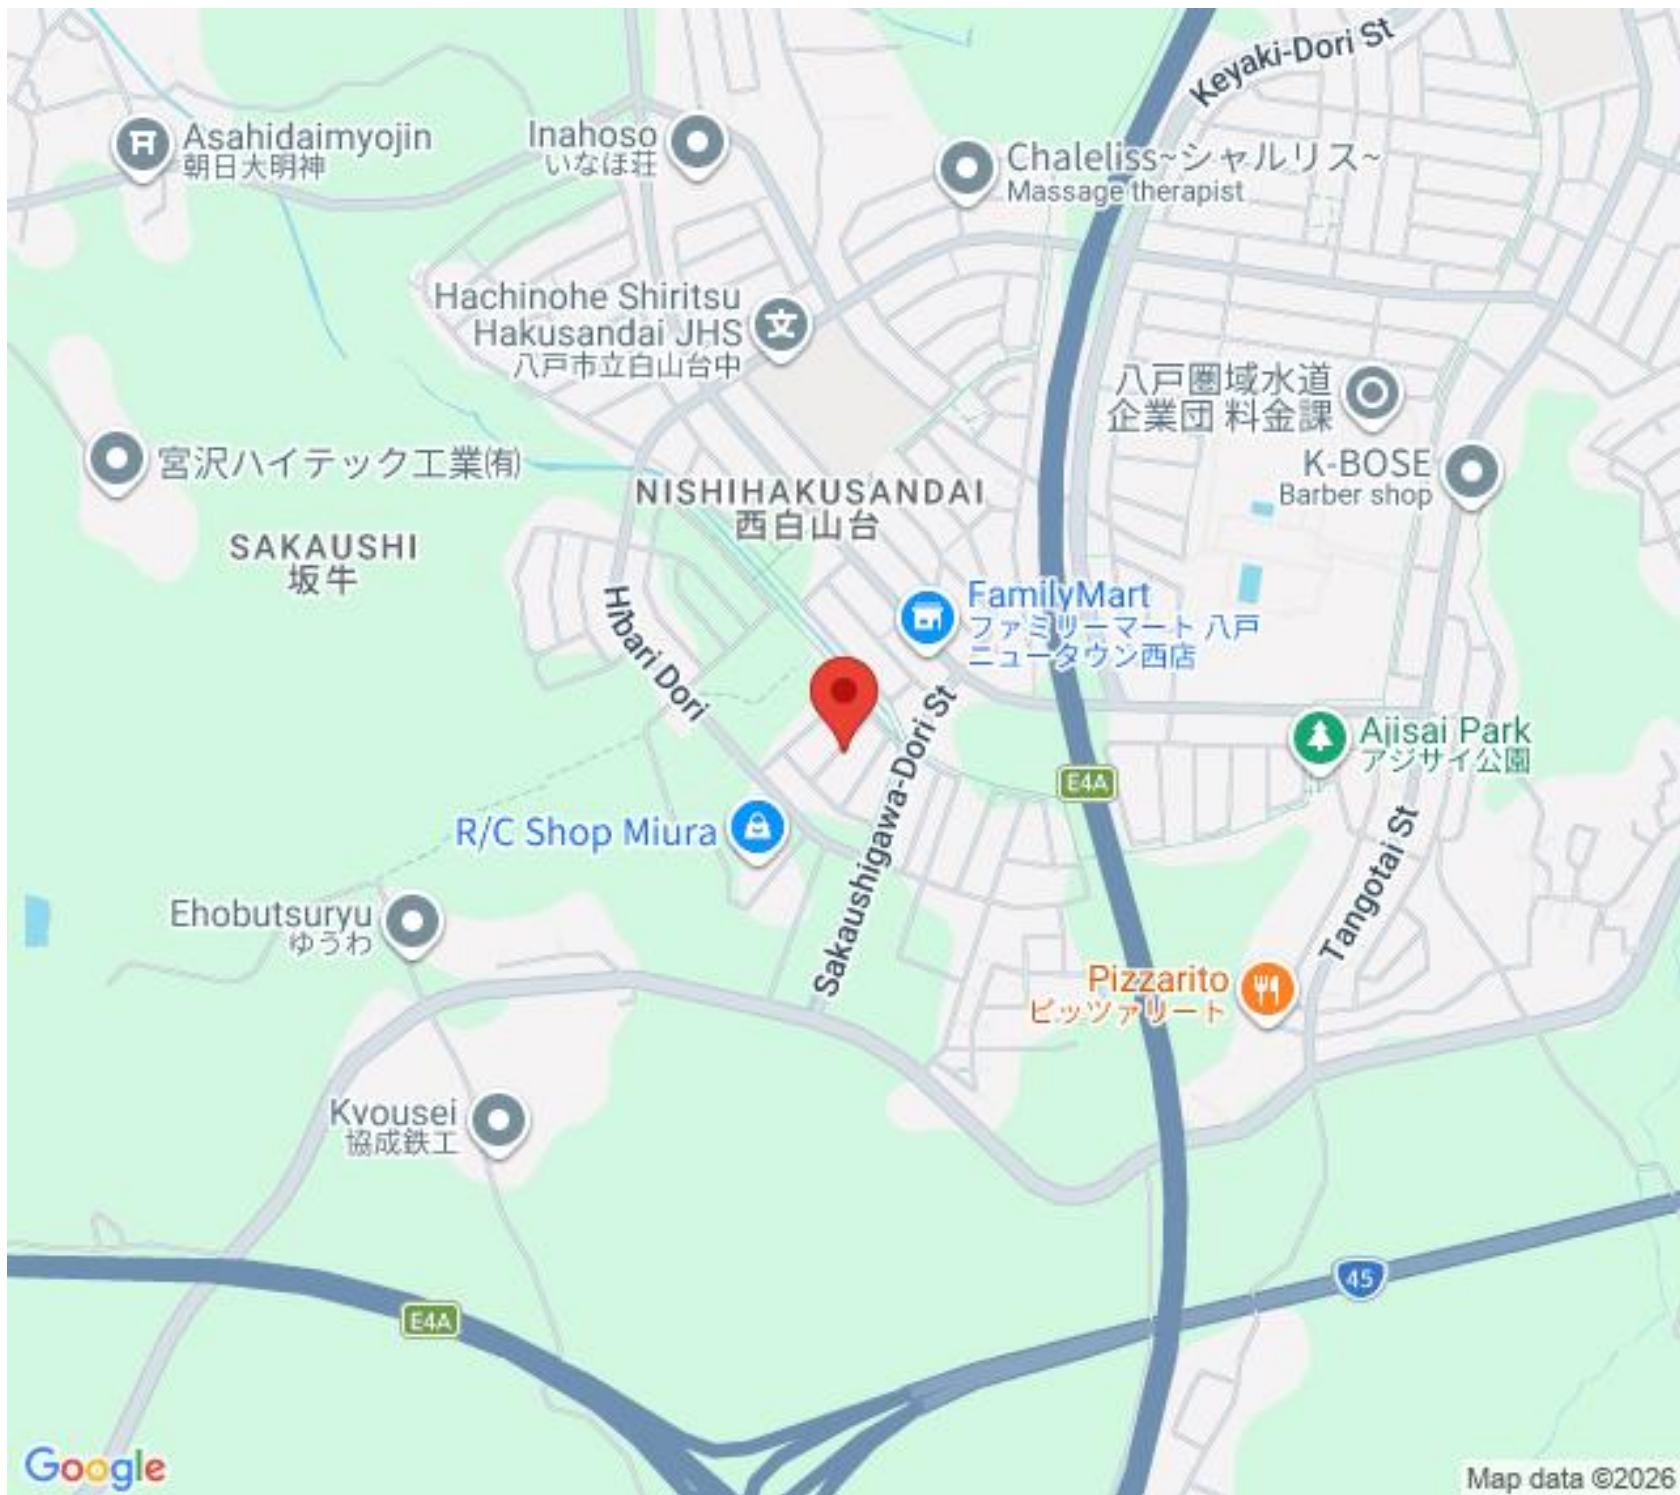 Keyaki-Dori St
Asahidaimyojin
朝日大明神
Inahoso
いなほ荘
Chaleliss~シャルリス~
Massage therapist
Hachinohe Shiritsu
Hakusandai JHS
八戸市立白山台中
八戸圏域水道
企業団 料金課
K-BOSE
Barber shop
宮沢ハイテック工業㈲
NISHIHAKUSANDAI
西白山台
SAKAUSHI
坂牛
Hibari Dori
FamilyMart
ファミリーマート 八戸
ニュータウン西店
Sakaushigawa-Dori St
Ajisai Park
アジサイ公園
E4A
R/C Shop Miura
Tangotai St
Ehobutsuryu
ゆうわ
Pizzarito
ピッツァリート
Kyousei
協成鉄工
45
E4A
Google
Map data ©2026